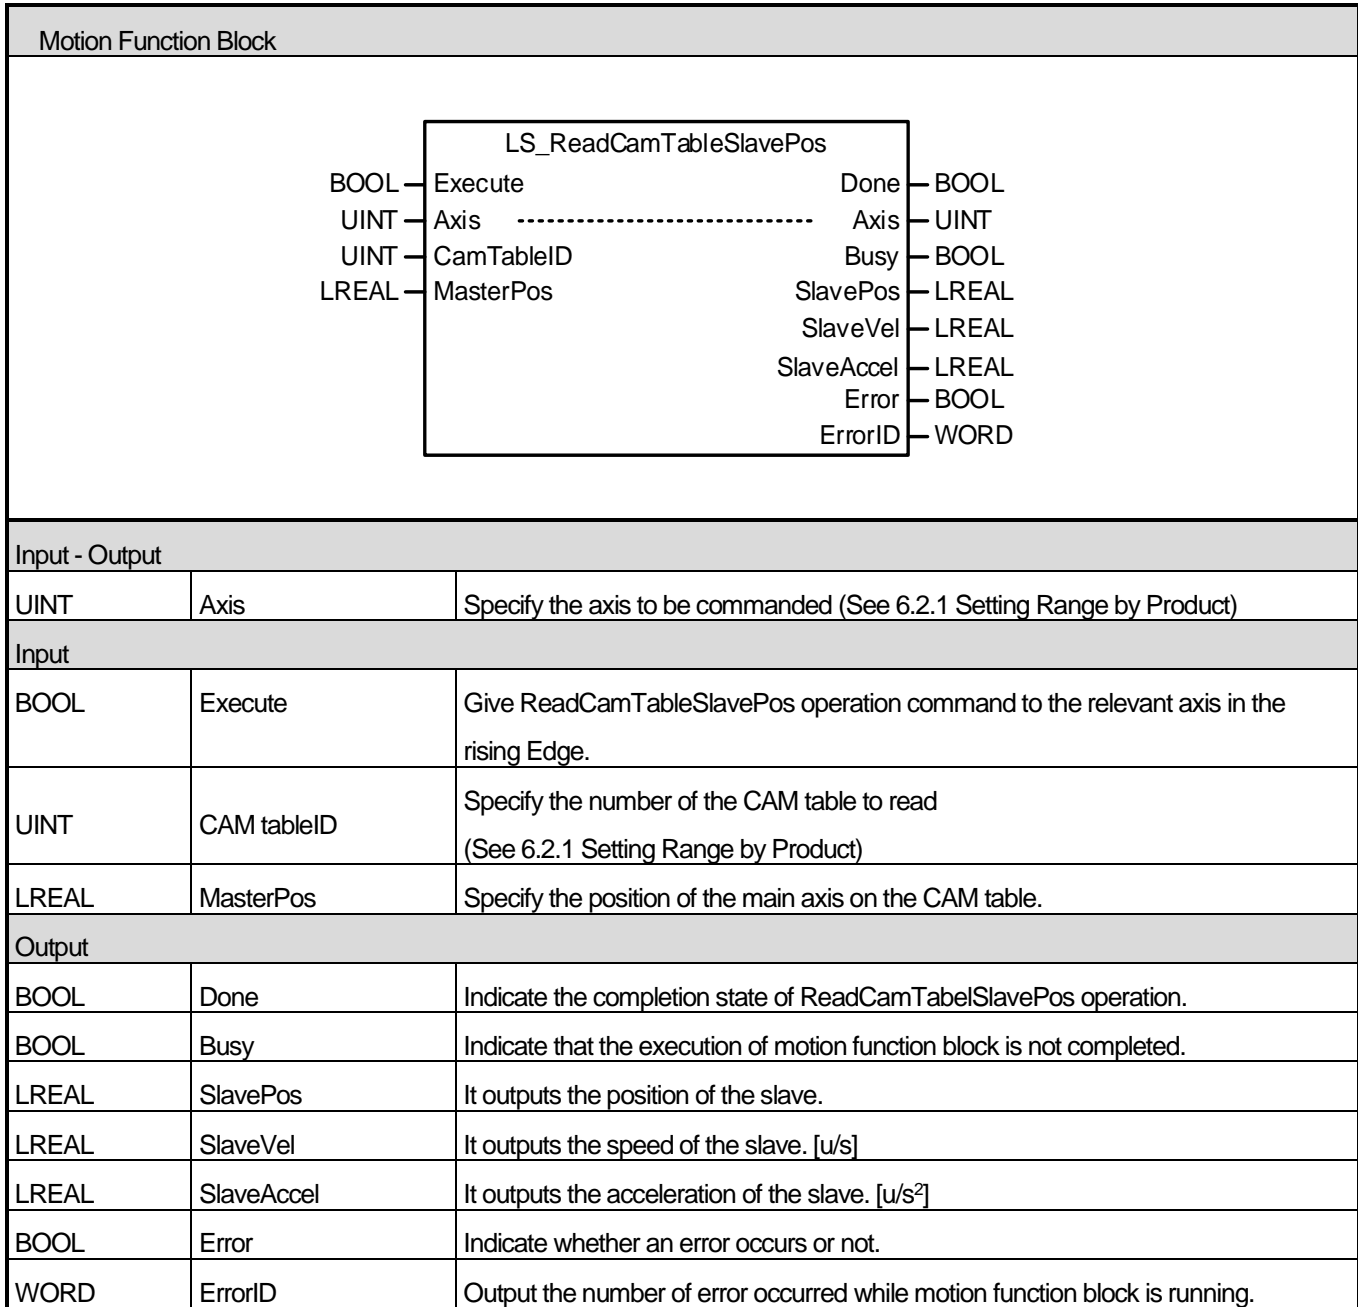 Motion Function Block
LS_ReadCamTableSlavePos
BOOL Execute Done BOOL
UINT Axis Axis UINT
UINT CamTableID Busy BOOL
LREAL MasterPos SlavePos LREAL
SlaveVel LREAL
SlaveAccel LREAL
Error BOOL
ErrorID WORD
Input - Output
UINT Axis Specify the axis to be commanded (See 6.2.1 Setting Range by Product)
Input
BOOL Execute Give ReadCamTableSlavePos operation command to the relevant axis in the
rising Edge.
UINT CAM tableID Specify the number of the CAM table to read
(See 6.2.1 Setting Range by Product)
LREAL MasterPos Specify the position of the main axis on the CAM table.
Output
BOOL Done Indicate the completion state of ReadCamTabelSlavePos operation.
BOOL Busy Indicate that the execution of motion function block is not completed.
LREAL SlavePos It outputs the position of the slave.
LREAL SlaveVel It outputs the speed of the slave. [u/s]
LREAL SlaveAccel It outputs the acceleration of the slave. [u/s²]
BOOL Error Indicate whether an error occurs or not.
WORD ErrorID Output the number of error occurred while motion function block is running.